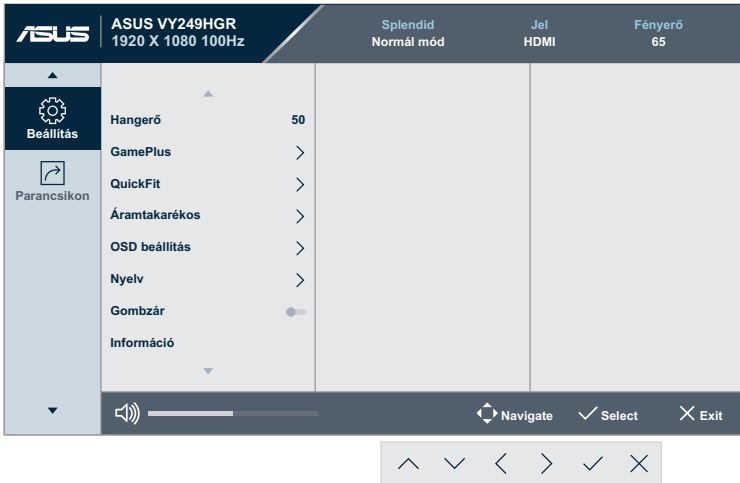 ASUS
ASUS VY249HGR
1920 X 1080 100Hz
Splendid
Normál mód
Jel
HDMI
Fényerő
65
Beállítás
Parancsikon
Hangerő 50
GamePlus
QuickFit
Áramtakarékos
OSD beállítás
Nyelv
Gombzár
Információ
Navigate Select Exit